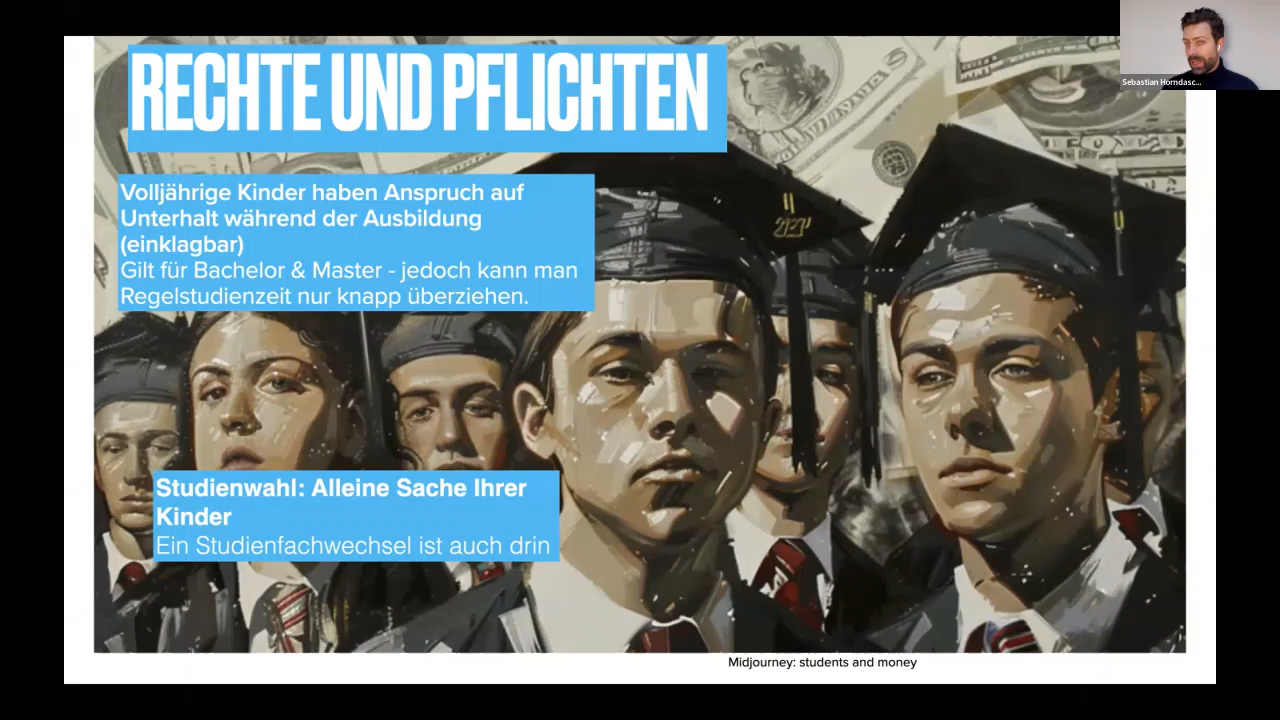 RECHTE UND PFLICHTEN
Sebastian Horndasc...
Volljährige Kinder haben Anspruch auf
Unterhalt während der Ausbildung
(einklagbar)
Gilt für Bachelor & Master - jedoch kann man
Regelstudienzeit nur knapp überziehen.
Studienwahl: Alleine Sache Ihrer
Kinder
Ein Studienfachwechsel ist auch drin
Midjourney: students and money